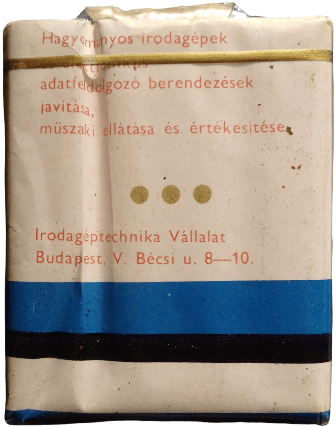 Hagyományos irodagépek
adatfeldolgozó berendezések
javítása,
műszaki ellátása és értékesítése.
Irodagéptechnika Vállalat
Budapest, V. Bécsi u. 8—10.